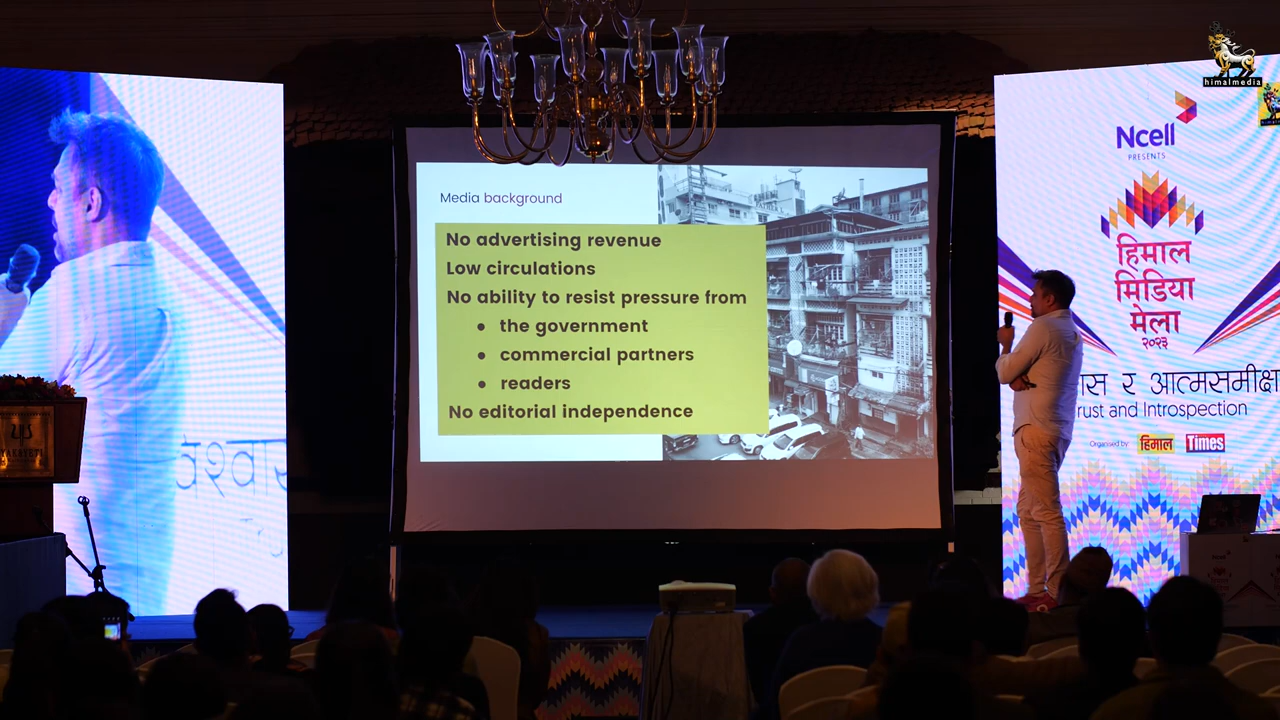 himalmedia
Ncell
PRESENTS
हिमाल
मिडिया
मेला
२०२३
Media background
No advertising revenue
Low circulations
No ability to resist pressure from
• the government
• commercial partners
• readers
No editorial independence
र आत्मसमीक्ष
and Introspection
Organised by:
हिमाल
Times